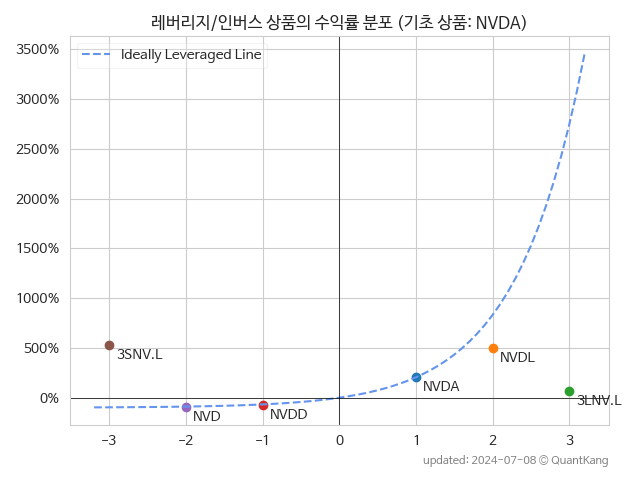 레버리지/인버스 상품의 수익률 분포 (기초 상품: NVDA)
Ideally Leveraged Line
3500%
3000%
2500%
2000%
1500%
1000%
500%
0%
3SNV.L
NVD
NVDD
NVDA
NVDL
3LNV.L
−3 −2 −1 0 1 2 3
updated: 2024-07-08 © QuantKang